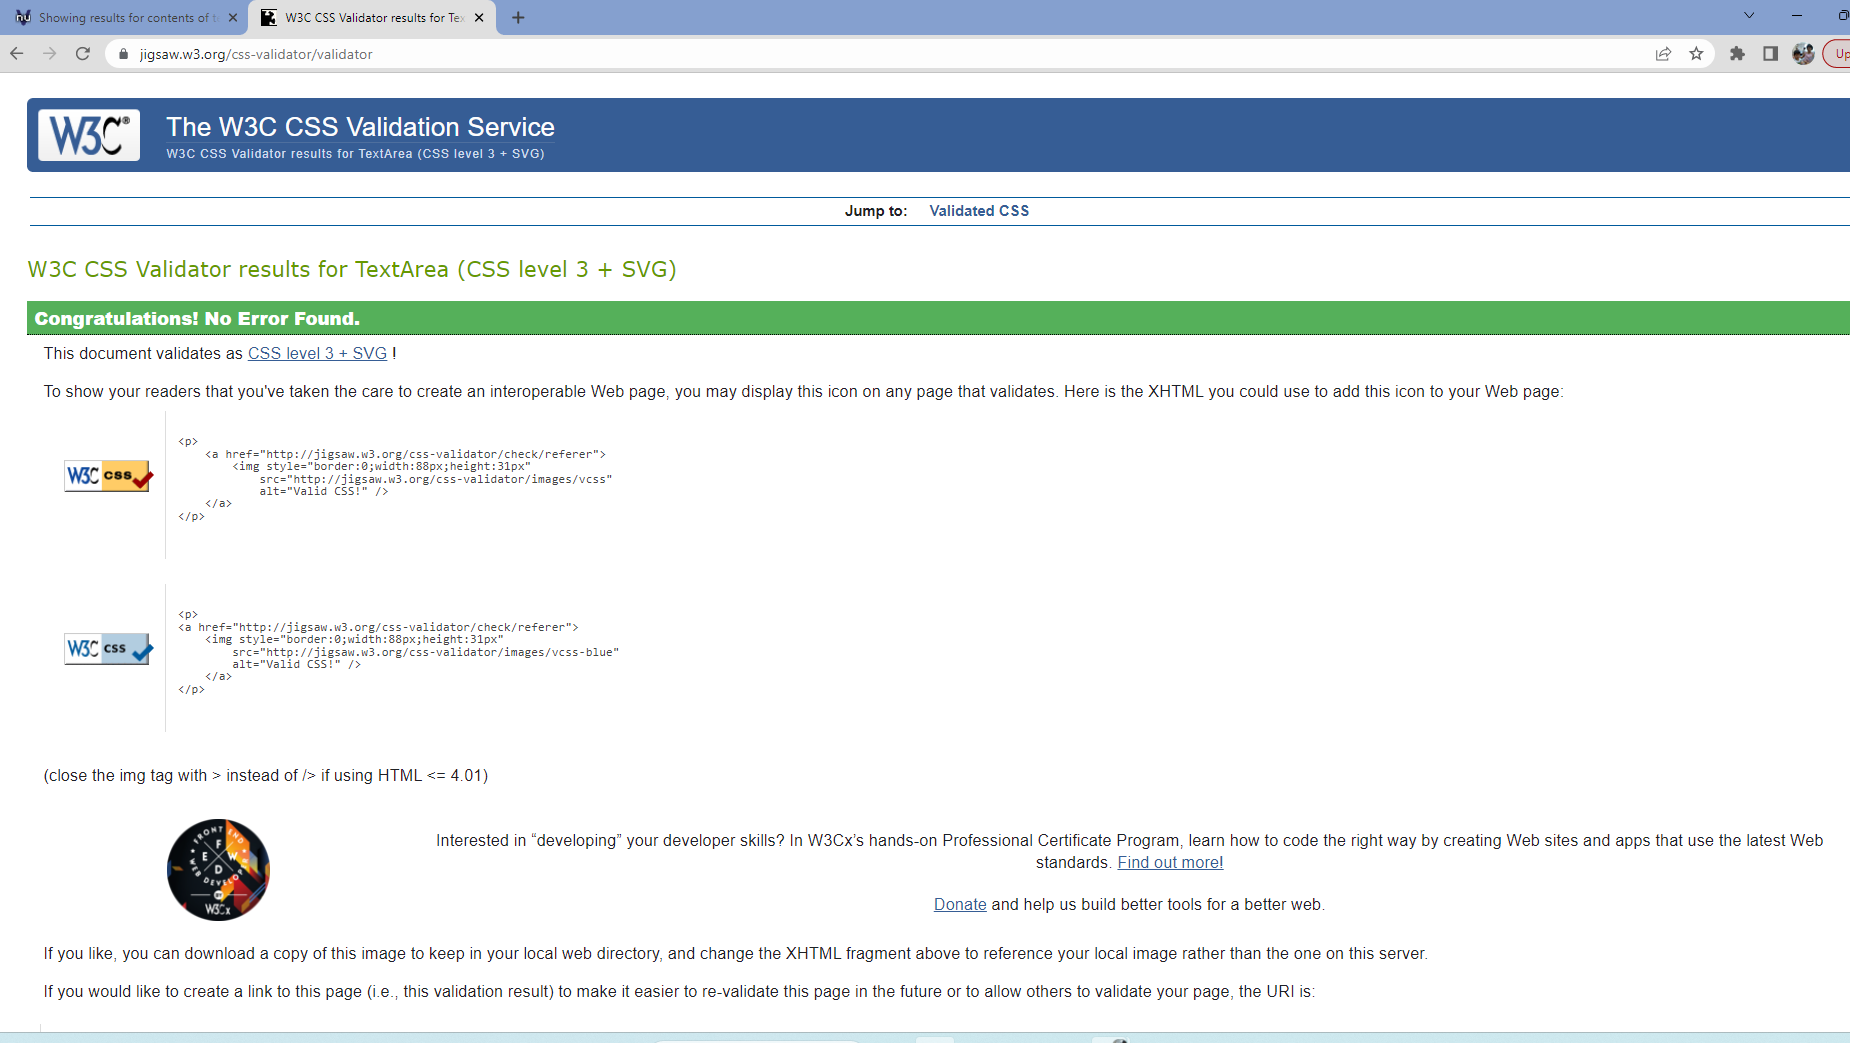 Showing results for contents of t
W3C CSS Validator results for Tex
jigsaw.w3.org/css-validator/validator
Up
W3C®
The W3C CSS Validation Service
W3C CSS Validator results for TextArea (CSS level 3 + SVG)
Jump to: Validated CSS
W3C CSS Validator results for TextArea (CSS level 3 + SVG)
Congratulations! No Error Found.
This document validates as CSS level 3 + SVG !
To show your readers that you've taken the care to create an interoperable Web page, you may display this icon on any page that validates. Here is the XHTML you could use to add this icon to your Web page:
W3C css
<p>
<a href="http://jigsaw.w3.org/css-validator/check/referer">
<img style="border:0;width:88px;height:31px"
src="http://jigsaw.w3.org/css-validator/images/vcss"
alt="Valid CSS!" />
</a>
</p>
W3C css
<p>
<a href="http://jigsaw.w3.org/css-validator/check/referer">
<img style="border:0;width:88px;height:31px"
src="http://jigsaw.w3.org/css-validator/images/vcss-blue"
alt="Valid CSS!" />
</a>
</p>
(close the img tag with > instead of /> if using HTML <= 4.01)
FRONT END
F E W D
WEB DEVELOPER
W3Cx
Interested in “developing” your developer skills? In W3Cx’s hands-on Professional Certificate Program, learn how to code the right way by creating Web sites and apps that use the latest Web
standards. Find out more!
Donate and help us build better tools for a better web.
If you like, you can download a copy of this image to keep in your local web directory, and change the XHTML fragment above to reference your local image rather than the one on this server.
If you would like to create a link to this page (i.e., this validation result) to make it easier to re-validate this page in the future or to allow others to validate your page, the URI is: